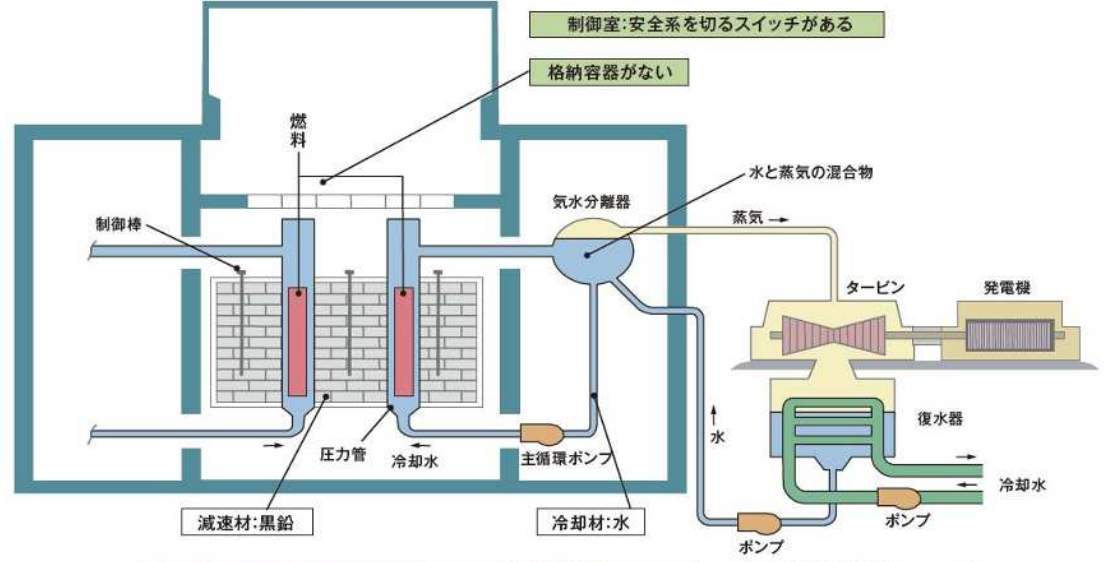 制御室:安全系を切るスイッチがある
格納容器がない
燃料
水と蒸気の混合物
気水分離器
制御棒
蒸気
タービン
発電機
復水器
水
圧力管
冷却水
主循環ポンプ
冷却水
減速材:黒鉛
冷却材:水
ポンプ
ポンプ